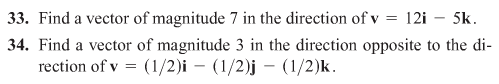 33. Find a vector of magnitude 7 in the direction of v = 12i − 5k.
34. Find a vector of magnitude 3 in the direction opposite to the di-
rection of v = (1/2)i − (1/2)j − (1/2)k.